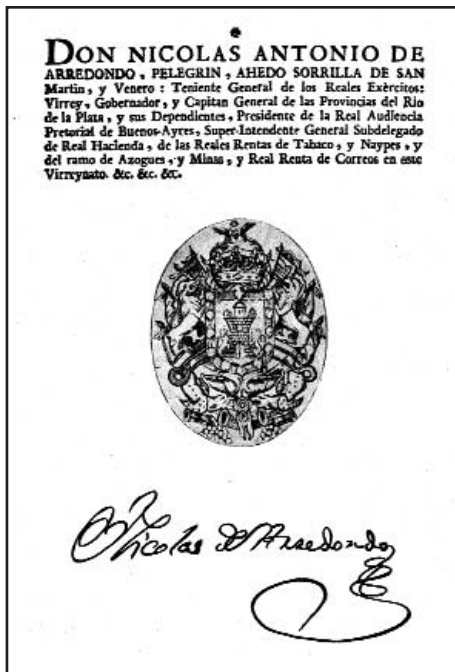 DON NICOLAS ANTONIO DE
ARREDONDO, PELEGRIN, AHEDO SORRILLA DE SAN
Martin, y Venero: Teniente General de los Reales Exèrcitos:
Virrey, Gobernador, y Capitan General de las Provincias del Rio
de la Plata, y sus Dependientes, Presidente de la Real Audiencia
Pretorial de Buenos-Ayres, Super-Intendente General Subdelegado
de Real Hacienda, de las Reales Rentas de Tabaco, y Naypes, y
del ramo de Azogues, y Minas, y Real Renta de Correos en este
Virreynato. &c. &c. &c.
Nicolas de Arredondo